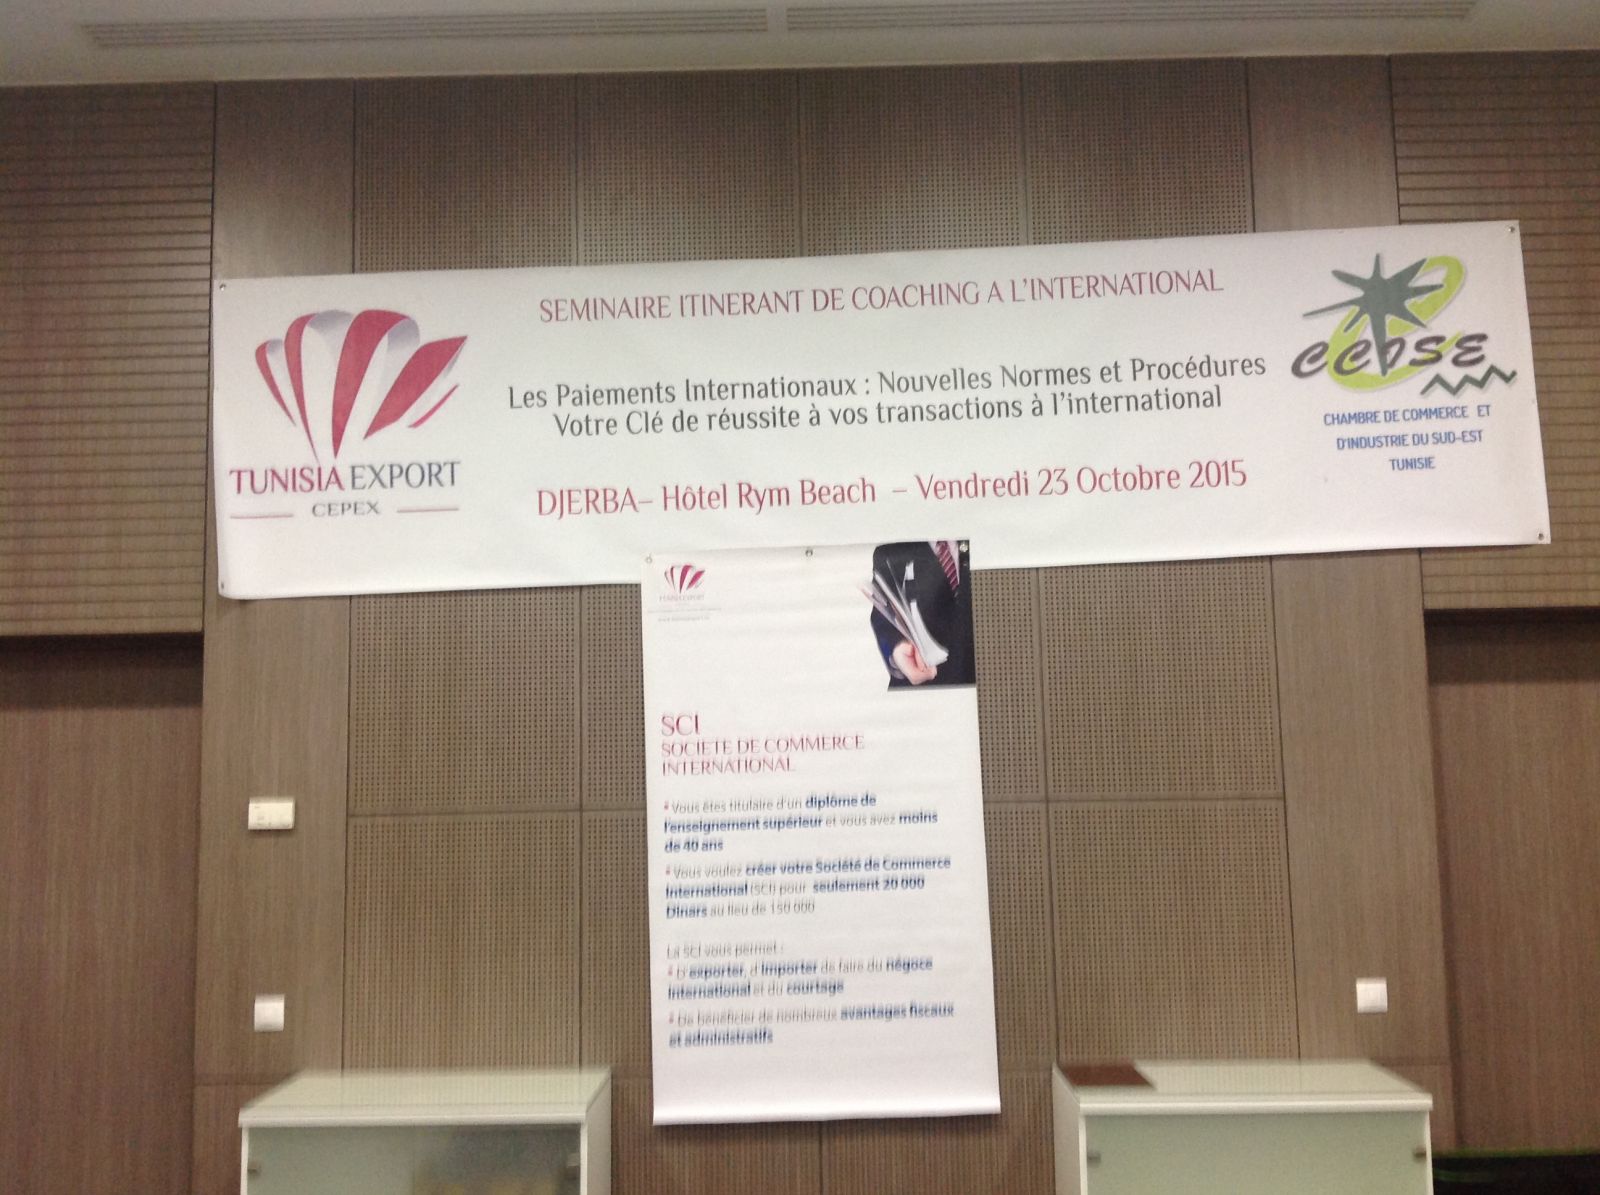 SEMINAIRE ITINERANT DE COACHING A L'INTERNATIONAL
Les Paiements Internationaux : Nouvelles Normes et Procédures
Votre Clé de réussite à vos transactions à l'international
DJERBA– Hôtel Rym Beach – Vendredi 23 Octobre 2015
TUNISIA EXPORT
CEPEX
CCISE
CHAMBRE DE COMMERCE ET
D'INDUSTRIE DU SUD-EST
TUNISIE
TUNISIA EXPORT
SCI
SOCIETE DE COMMERCE
INTERNATIONAL
Vous êtes titulaire d'un diplôme de
l'enseignement supérieur et vous avez moins
de 40 ans
Vous voulez créer votre Société de Commerce
International (SCI) pour seulement 20 000
Dinars au lieu de 150 000
La SCI vous permet :
D'exporter, d'importer de faire du négoce
international et du courtage
De bénéficier de nombreux avantages fiscaux
et administratifs